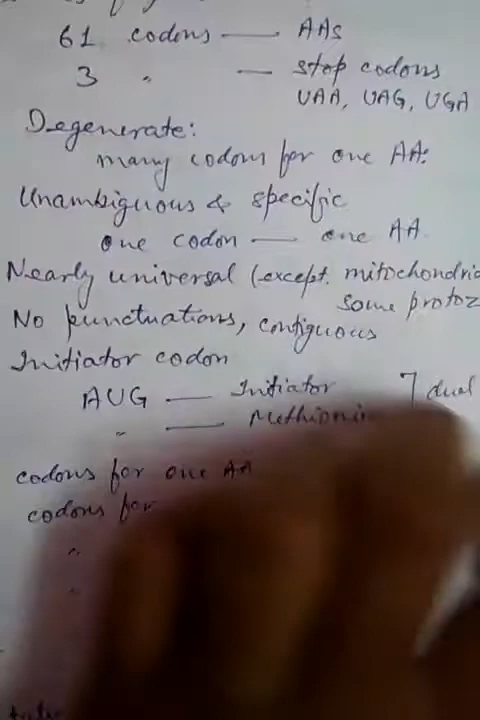 61 codons — AAs
3 " — stop codons
UAA, UAG, UGA
Degenerate:
many codons for one AA:
Unambiguous & specific
one codon — one AA
Nearly universal (except. mitochondria
some protoz
No punctuations, contiguous
Initiator codon
AUG — Initiator ] dual
" — Methioni
codons for one AA
codons for
"
"